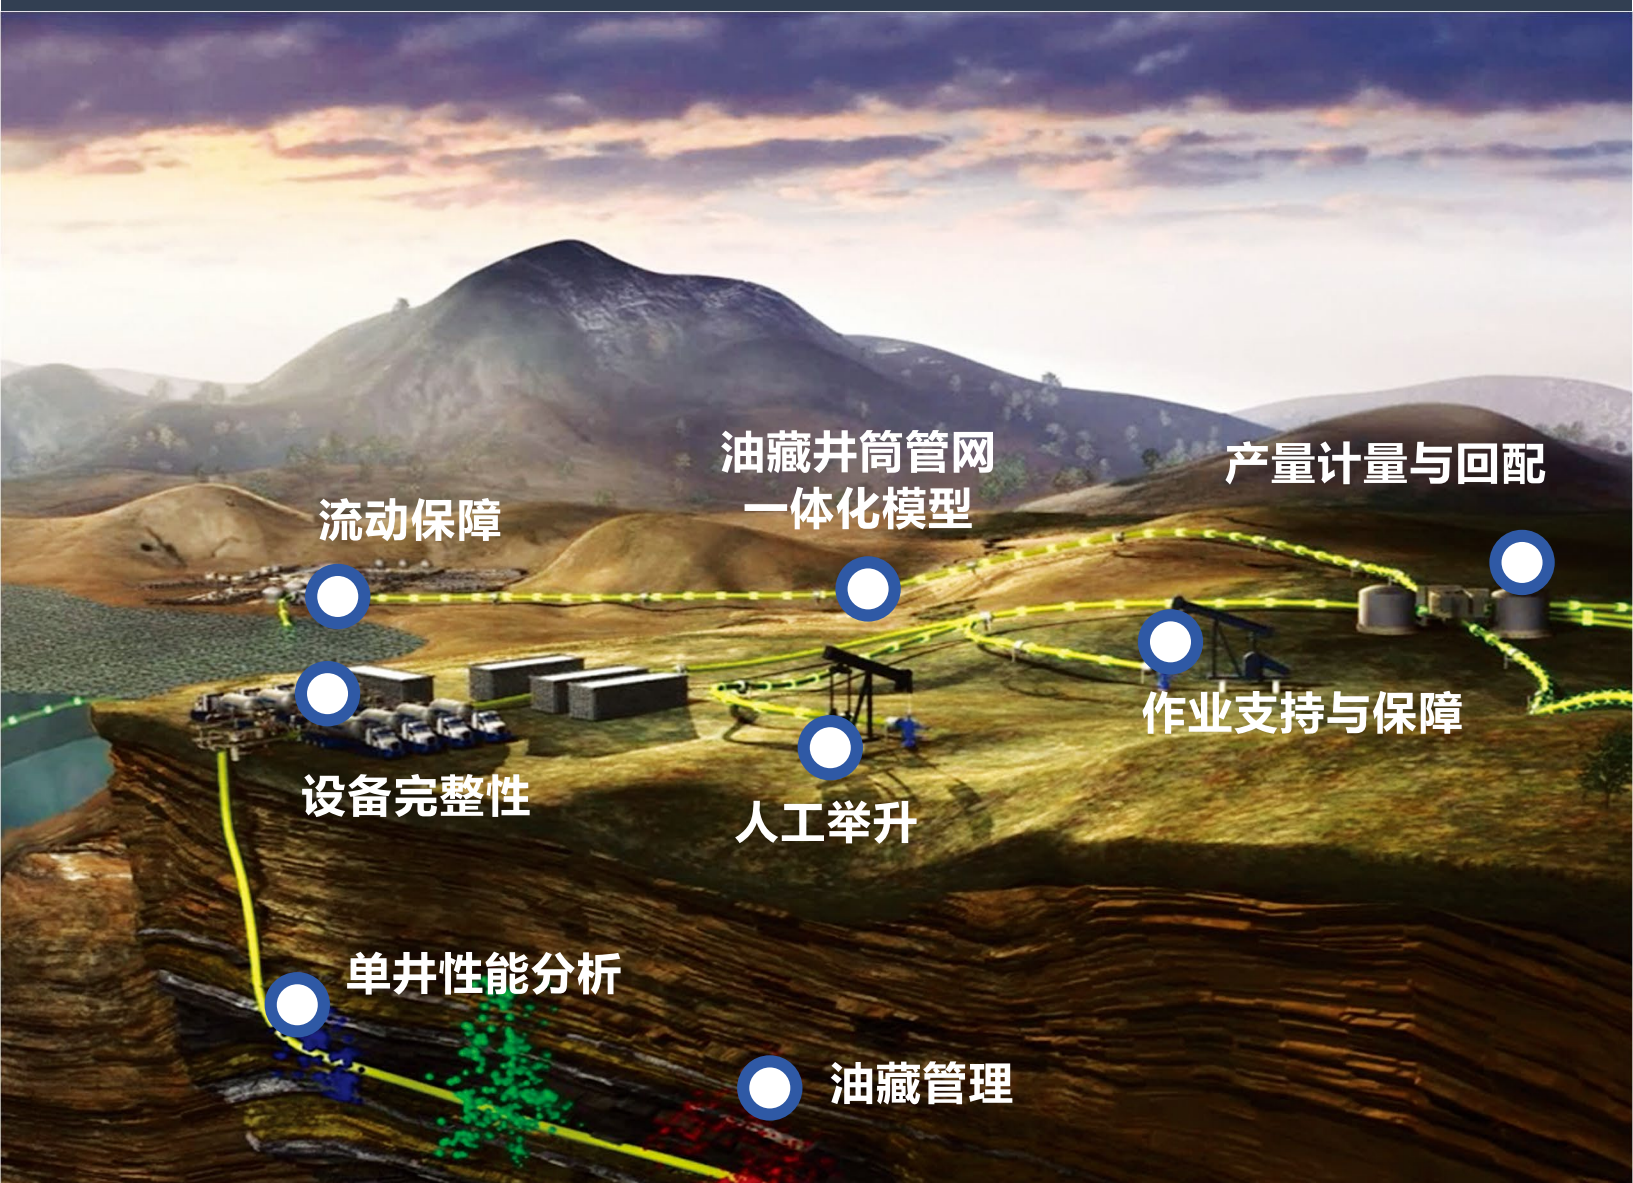 油藏井筒管网
一体化模型
产量计量与回配
流动保障
作业支持与保障
设备完整性
人工举升
单井性能分析
油藏管理